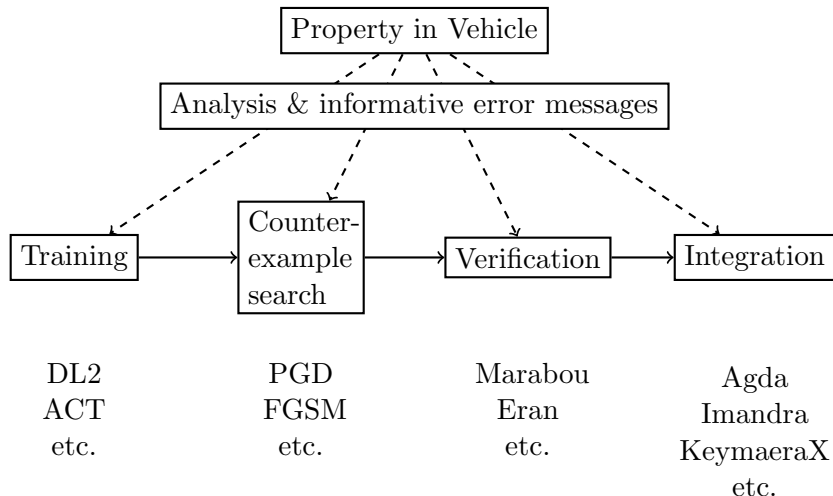 Property in Vehicle
Analysis & informative error messages
Training
Counter-
example
search
Verification
Integration
DL2
ACT
etc.
PGD
FGSM
etc.
Marabou
Eran
etc.
Agda
Imandra
KeymaeraX
etc.